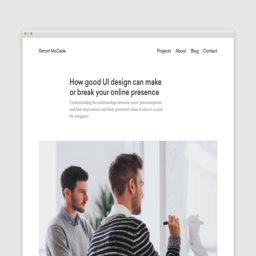 Simon McCade
Projects About Blog Contact
How good UI design can make
or break your online presence
Understanding the relationships between users' preconceptions
and first impressions and their perceived value of sites is crucial
for designers.